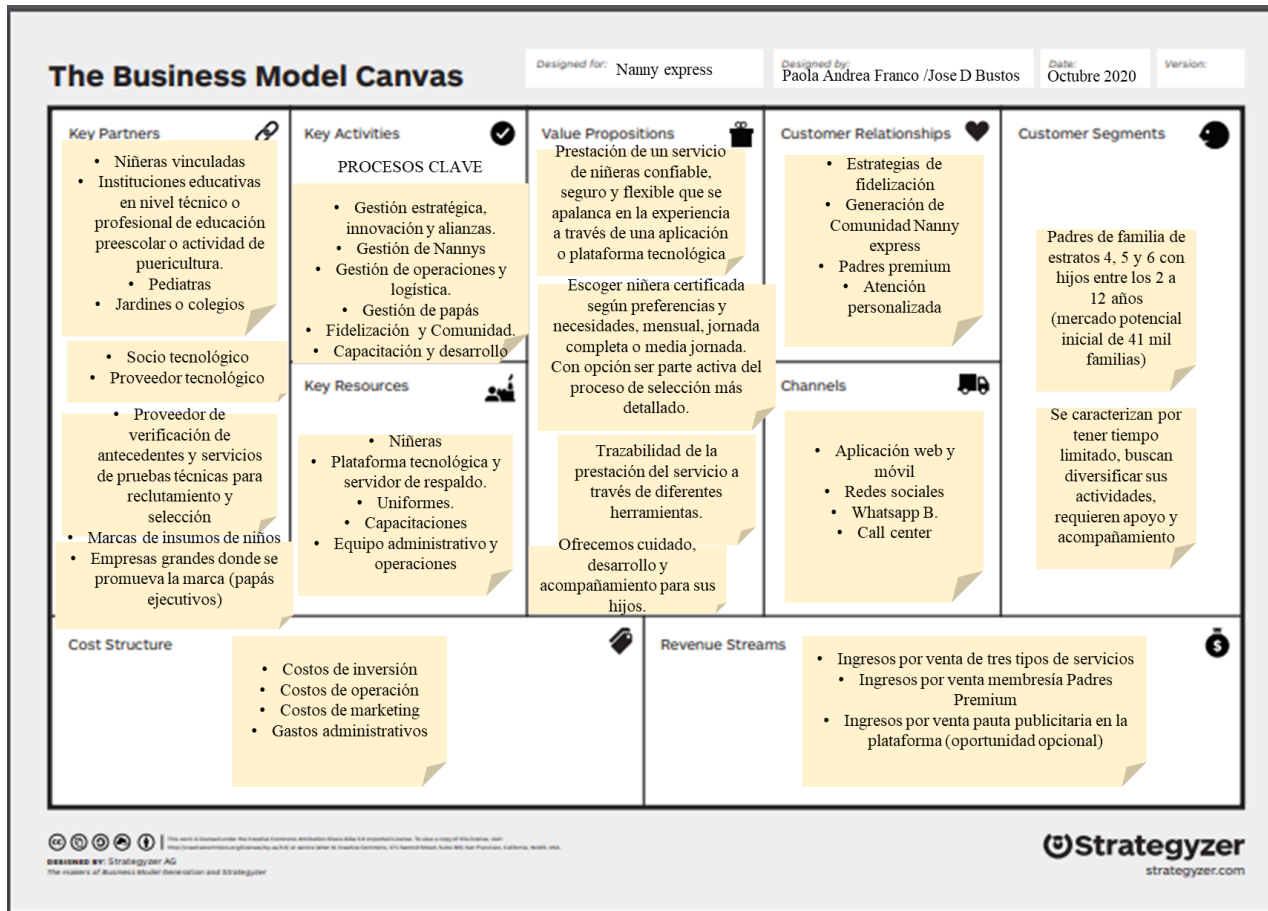 The Business Model Canvas
Designed for:
Nanny express
Designed by:
Paola Andrea Franco /Jose D Bustos
Date:
Octubre 2020
Version:
Key Partners
• Niñeras vinculadas
• Instituciones educativas
en nivel técnico o
profesional de educación
preescolar o actividad de
puericultura.
• Pediatras
• Jardines o colegios
• Socio tecnológico
• Proveedor tecnológico
• Proveedor de
verificación de
antecedentes y servicios
de pruebas técnicas para
reclutamiento y
selección
• Marcas de insumos de niños
• Empresas grandes donde se
promueva la marca (papás
ejecutivos)
Key Activities
PROCESOS CLAVE
• Gestión estratégica,
innovación y alianzas.
• Gestión de Nannys
• Gestión de operaciones y
logística.
• Gestión de papás
• Fidelización y Comunidad.
• Capacitación y desarrollo
Key Resources
• Niñeras
• Plataforma tecnológica y
servidor de respaldo.
• Uniformes.
• Capacitaciones
• Equipo administrativo y
operaciones
Value Propositions
Prestación de un servicio
de niñeras confiable,
seguro y flexible que se
apalanca en la experiencia
a través de una aplicación
o plataforma tecnológica
Escoger niñera certificada
según preferencias y
necesidades, mensual, jornada
completa o media jornada.
Con opción ser parte activa del
proceso de selección más
detallado.
Trazabilidad de la
prestación del servicio a
través de diferentes
herramientas.
Ofrecemos cuidado,
desarrollo y
acompañamiento para sus
hijos.
Customer Relationships
• Estrategias de
fidelización
• Generación de
Comunidad Nanny
express
• Padres premium
• Atención
personalizada
Channels
• Aplicación web y
móvil
• Redes sociales
• Whatsapp B.
• Call center
Customer Segments
Padres de familia de
estratos 4, 5 y 6 con
hijos entre los 2 a
12 años
(mercado potencial
inicial de 41 mil
familias)
Se caracterizan por
tener tiempo
limitado, buscan
diversificar sus
actividades,
requieren apoyo y
acompañamiento
Cost Structure
• Costos de inversión
• Costos de operación
• Costos de marketing
• Gastos administrativos
Revenue Streams
• Ingresos por venta de tres tipos de servicios
• Ingresos por venta membresía Padres
Premium
• Ingresos por venta pauta publicitaria en la
plataforma (oportunidad opcional)
DESIGNED BY: Strategyzer AG
The makers of Business Model Generation and Strategyzer
Strategyzer
strategyzer.com